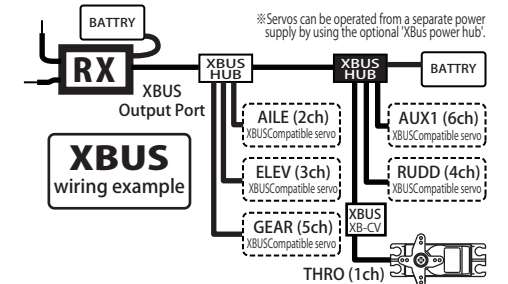 BATTRY
※Servos can be operated from a separate power
supply by using the optional 'XBus power hub'.
RX
XBUS
Output Port
XBUS
HUB
XBUS
HUB
BATTRY
XBUS
wiring example
AILE (2ch)
XBUSCompatible servo
ELEV (3ch)
XBUSCompatible servo
GEAR (5ch)
XBUSCompatible servo
AUX1 (6ch)
XBUSCompatible servo
RUDD (4ch)
XBUSCompatible servo
XBUS
XB-CV
THRO (1ch)